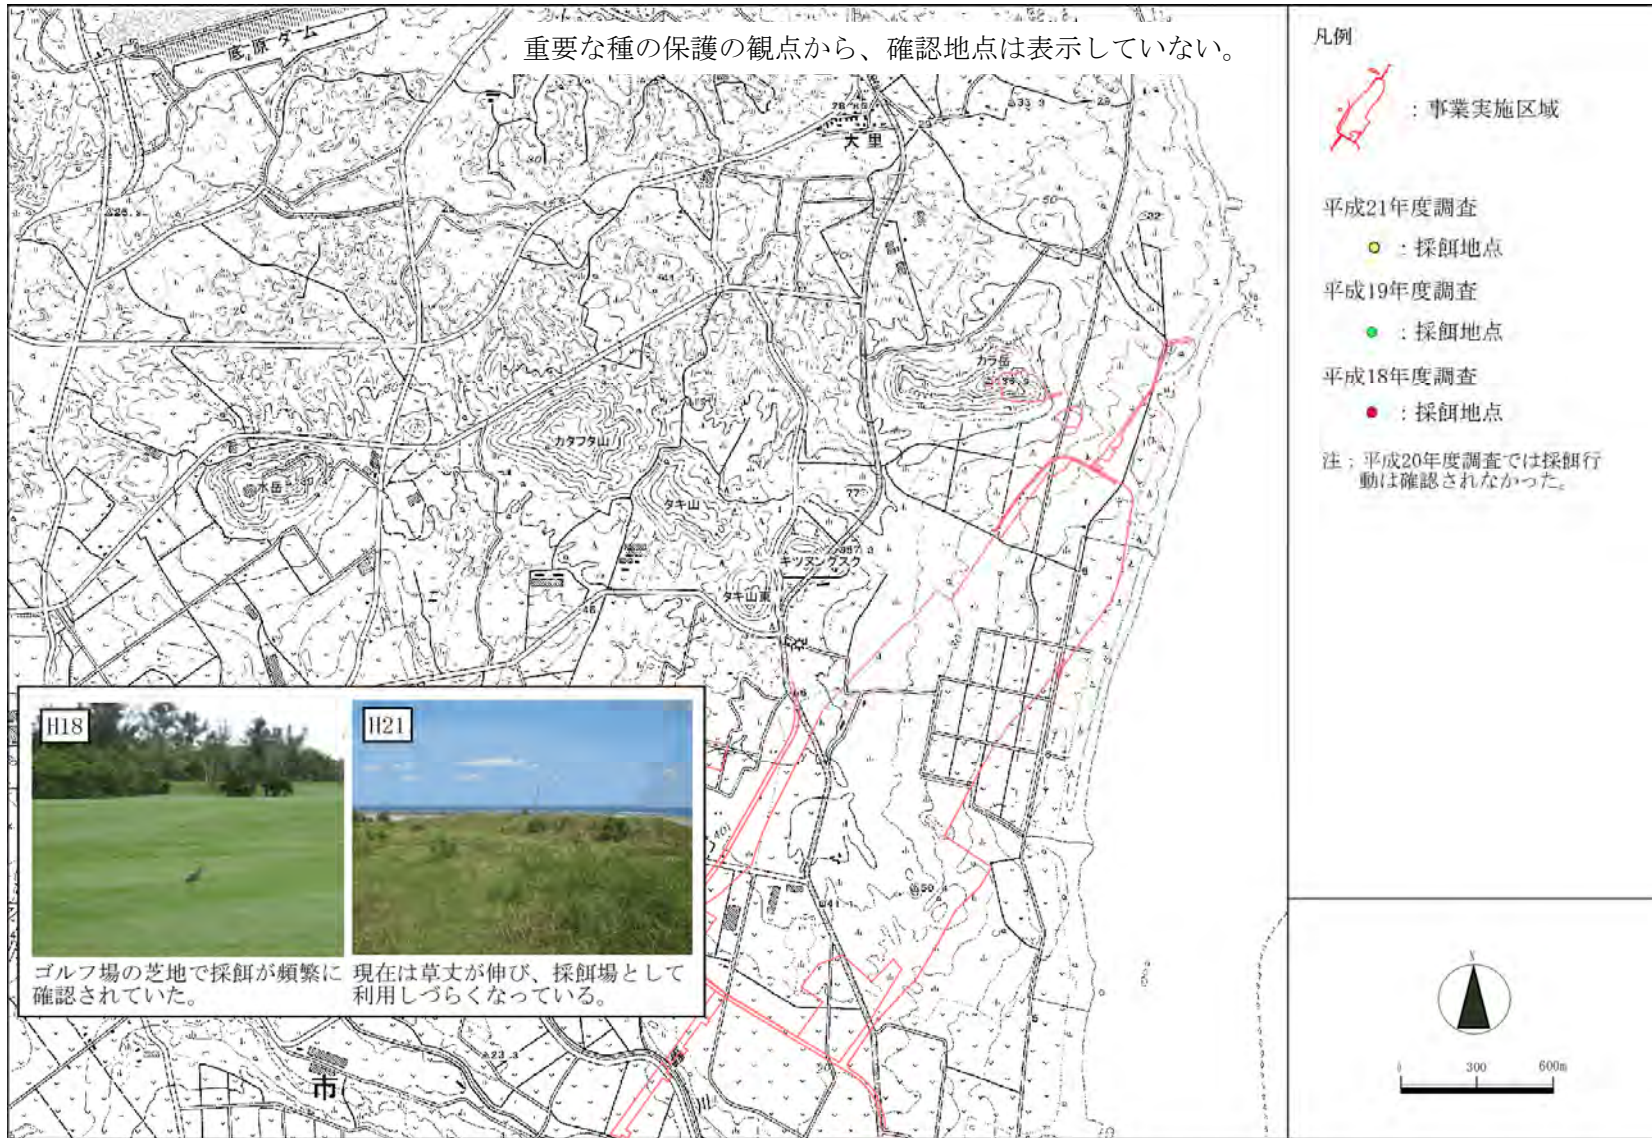 重要な種の保護の観点から、確認地点は表示していない。
底原ダム
大里
カラ岳
カタフタ山
水岳
タキ山
77
キツヌングスク
タキ山東
46
市
H18
H21
ゴルフ場の芝地で採餌が頻繁に
確認されていた。
現在は草丈が伸び、採餌場として
利用しづらくなっている。
凡例
：事業実施区域
平成21年度調査
：採餌地点
平成19年度調査
：採餌地点
平成18年度調査
：採餌地点
注：平成20年度調査では採餌行
動は確認されなかった。
N
0 300 600m